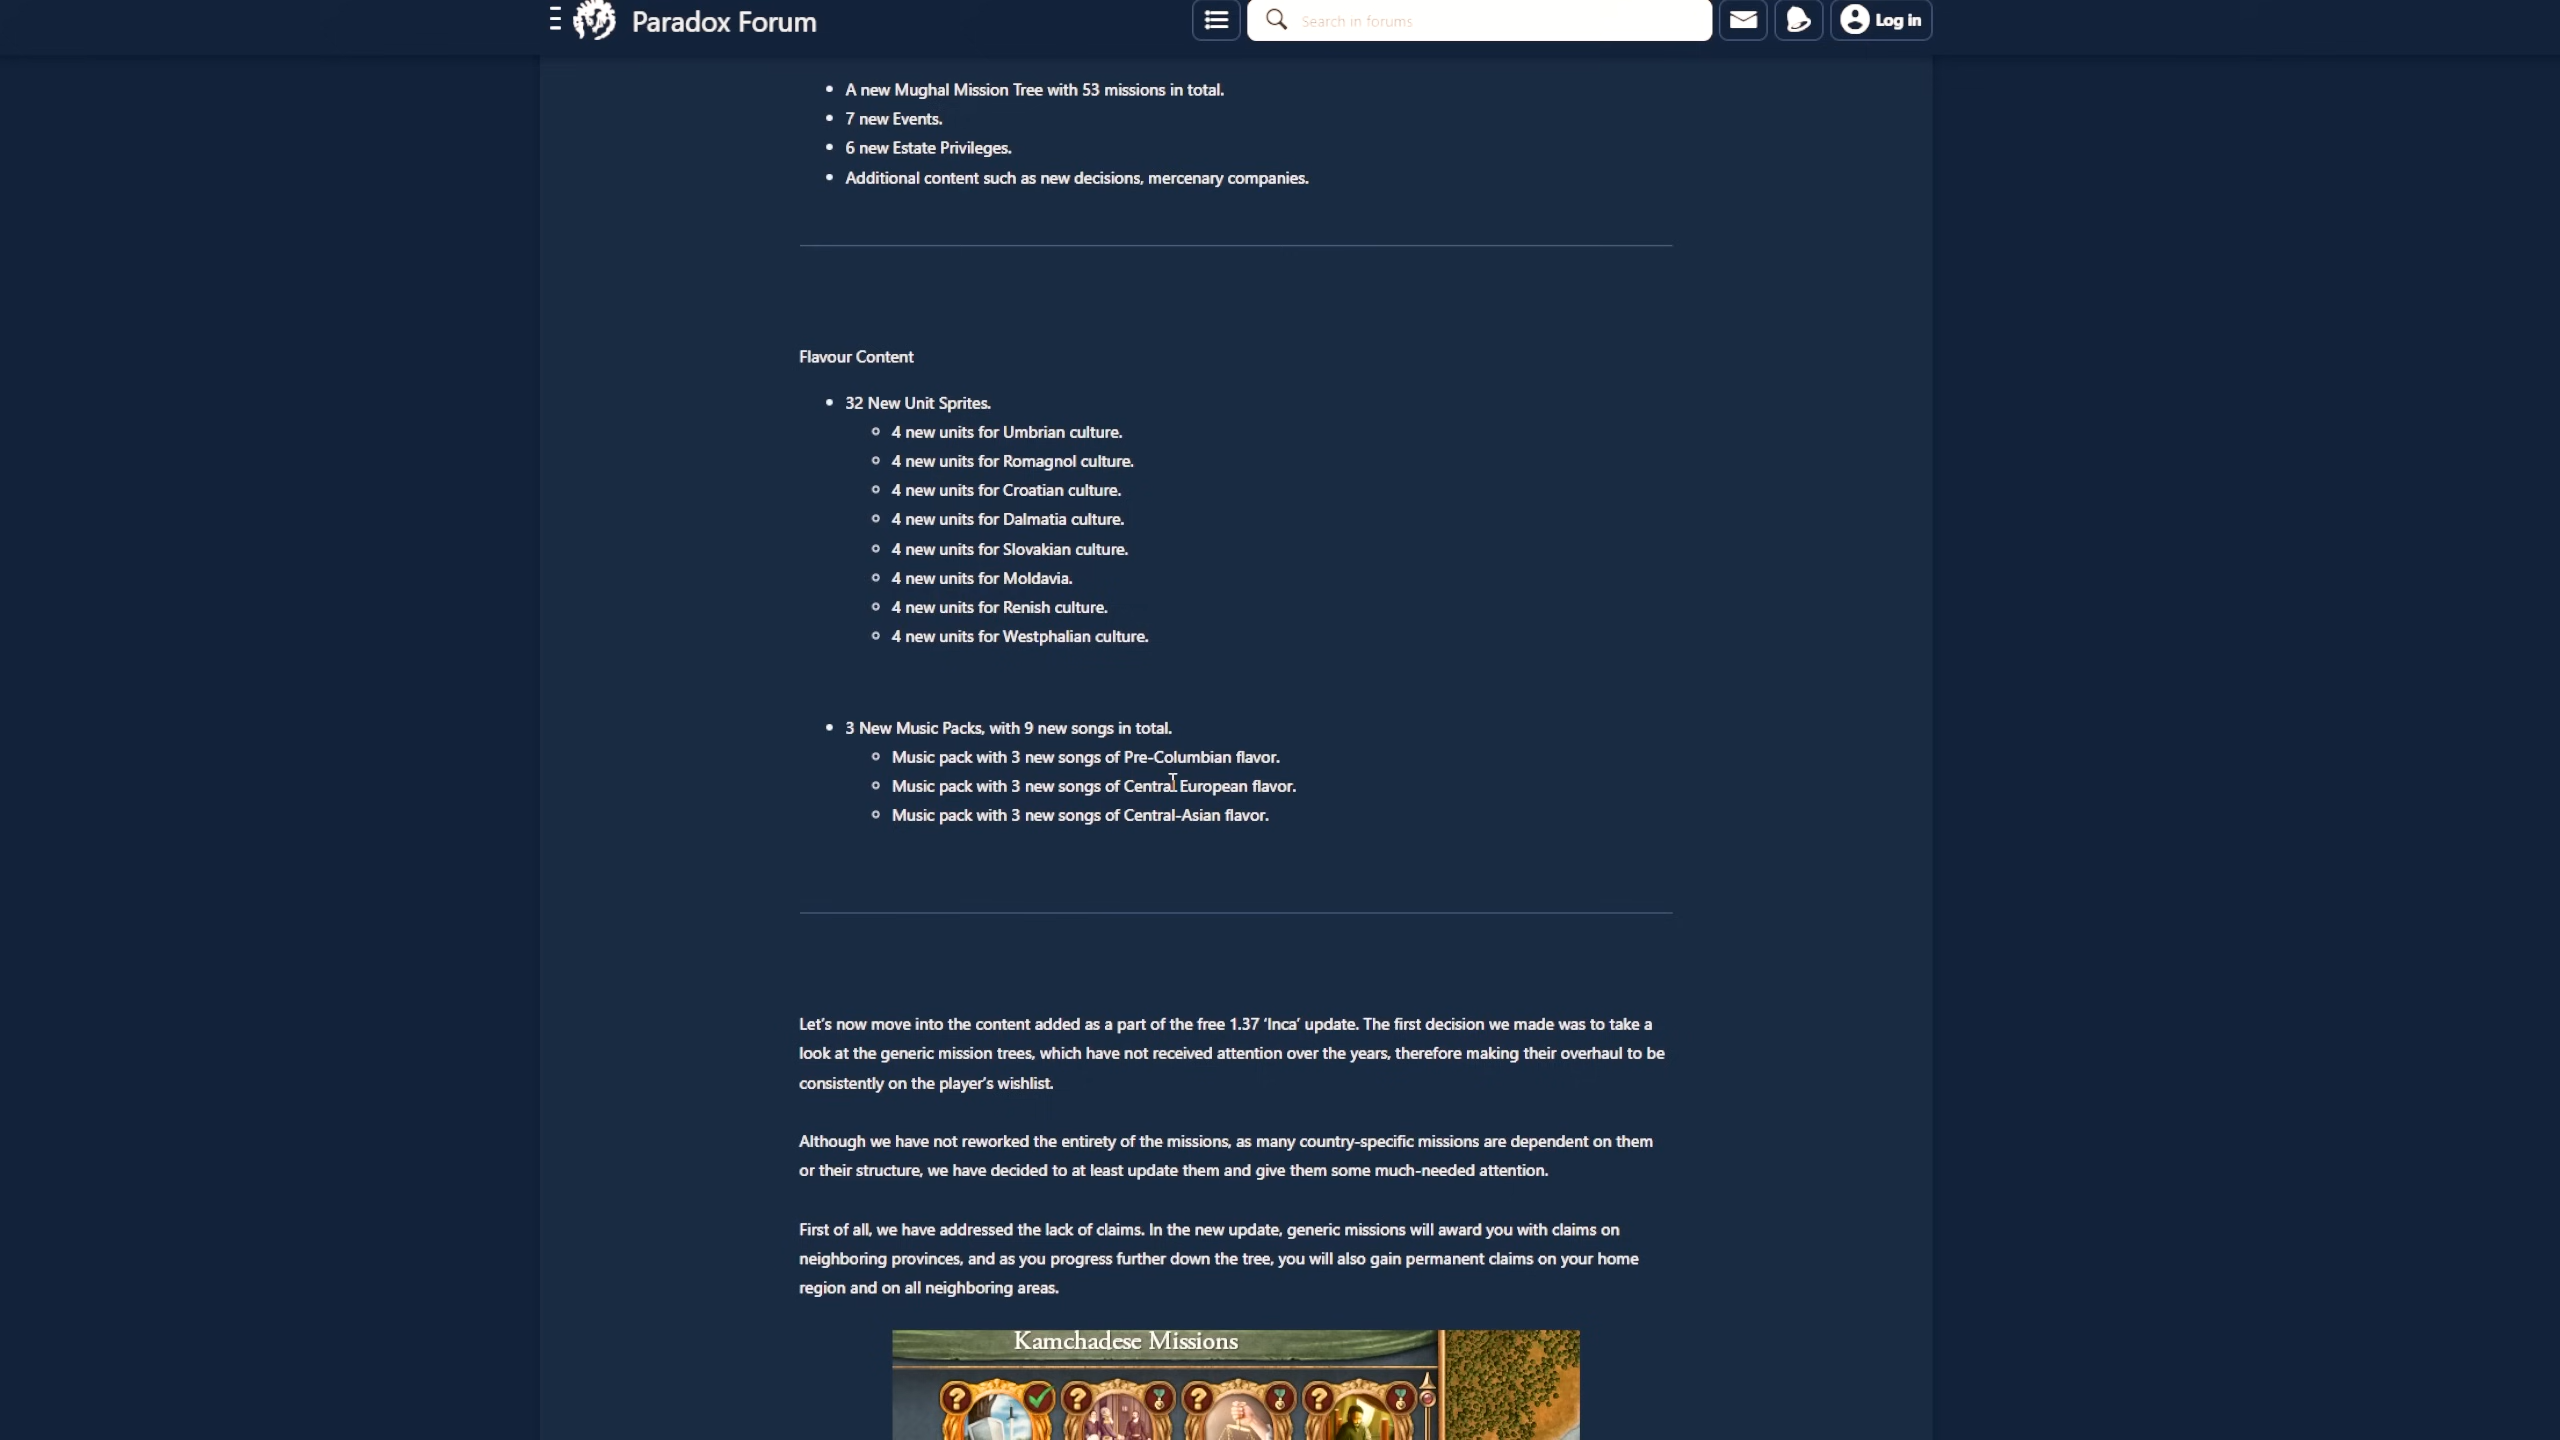 Paradox Forum
Search in forums
Log in
A new Mughal Mission Tree with 53 missions in total.
7 new Events.
6 new Estate Privileges.
Additional content such as new decisions, mercenary companies.
Flavour Content
32 New Unit Sprites.
4 new units for Umbrian culture.
4 new units for Romagnol culture.
4 new units for Croatian culture.
4 new units for Dalmatia culture.
4 new units for Slovakian culture.
4 new units for Moldavia.
4 new units for Renish culture.
4 new units for Westphalian culture.
3 New Music Packs, with 9 new songs in total.
Music pack with 3 new songs of Pre-Columbian flavor.
Music pack with 3 new songs of Central European flavor.
Music pack with 3 new songs of Central-Asian flavor.
Let's now move into the content added as a part of the free 1.37 ‘Inca’ update. The first decision we made was to take a
look at the generic mission trees, which have not received attention over the years, therefore making their overhaul to be
consistently on the player's wishlist.
Although we have not reworked the entirety of the missions, as many country-specific missions are dependent on them
or their structure, we have decided to at least update them and give them some much-needed attention.
First of all, we have addressed the lack of claims. In the new update, generic missions will award you with claims on
neighboring provinces, and as you progress further down the tree, you will also gain permanent claims on your home
region and on all neighboring areas.
Kamchadese Missions
? ? ? ?